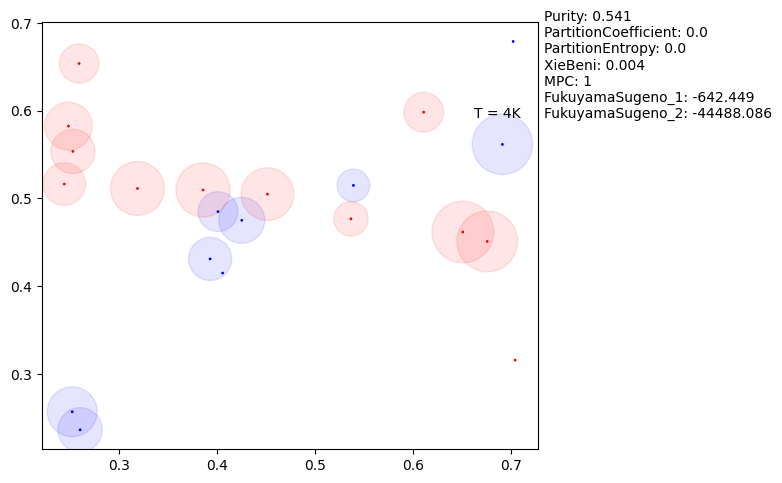 Purity: 0.541
PartitionCoefficient: 0.0
PartitionEntropy: 0.0
XieBeni: 0.004
MPC: 1
FukuyamaSugeno_1: -642.449
FukuyamaSugeno_2: -44488.086
T = 4K
0.7
0.6
0.5
0.4
0.3
0.3 0.4 0.5 0.6 0.7